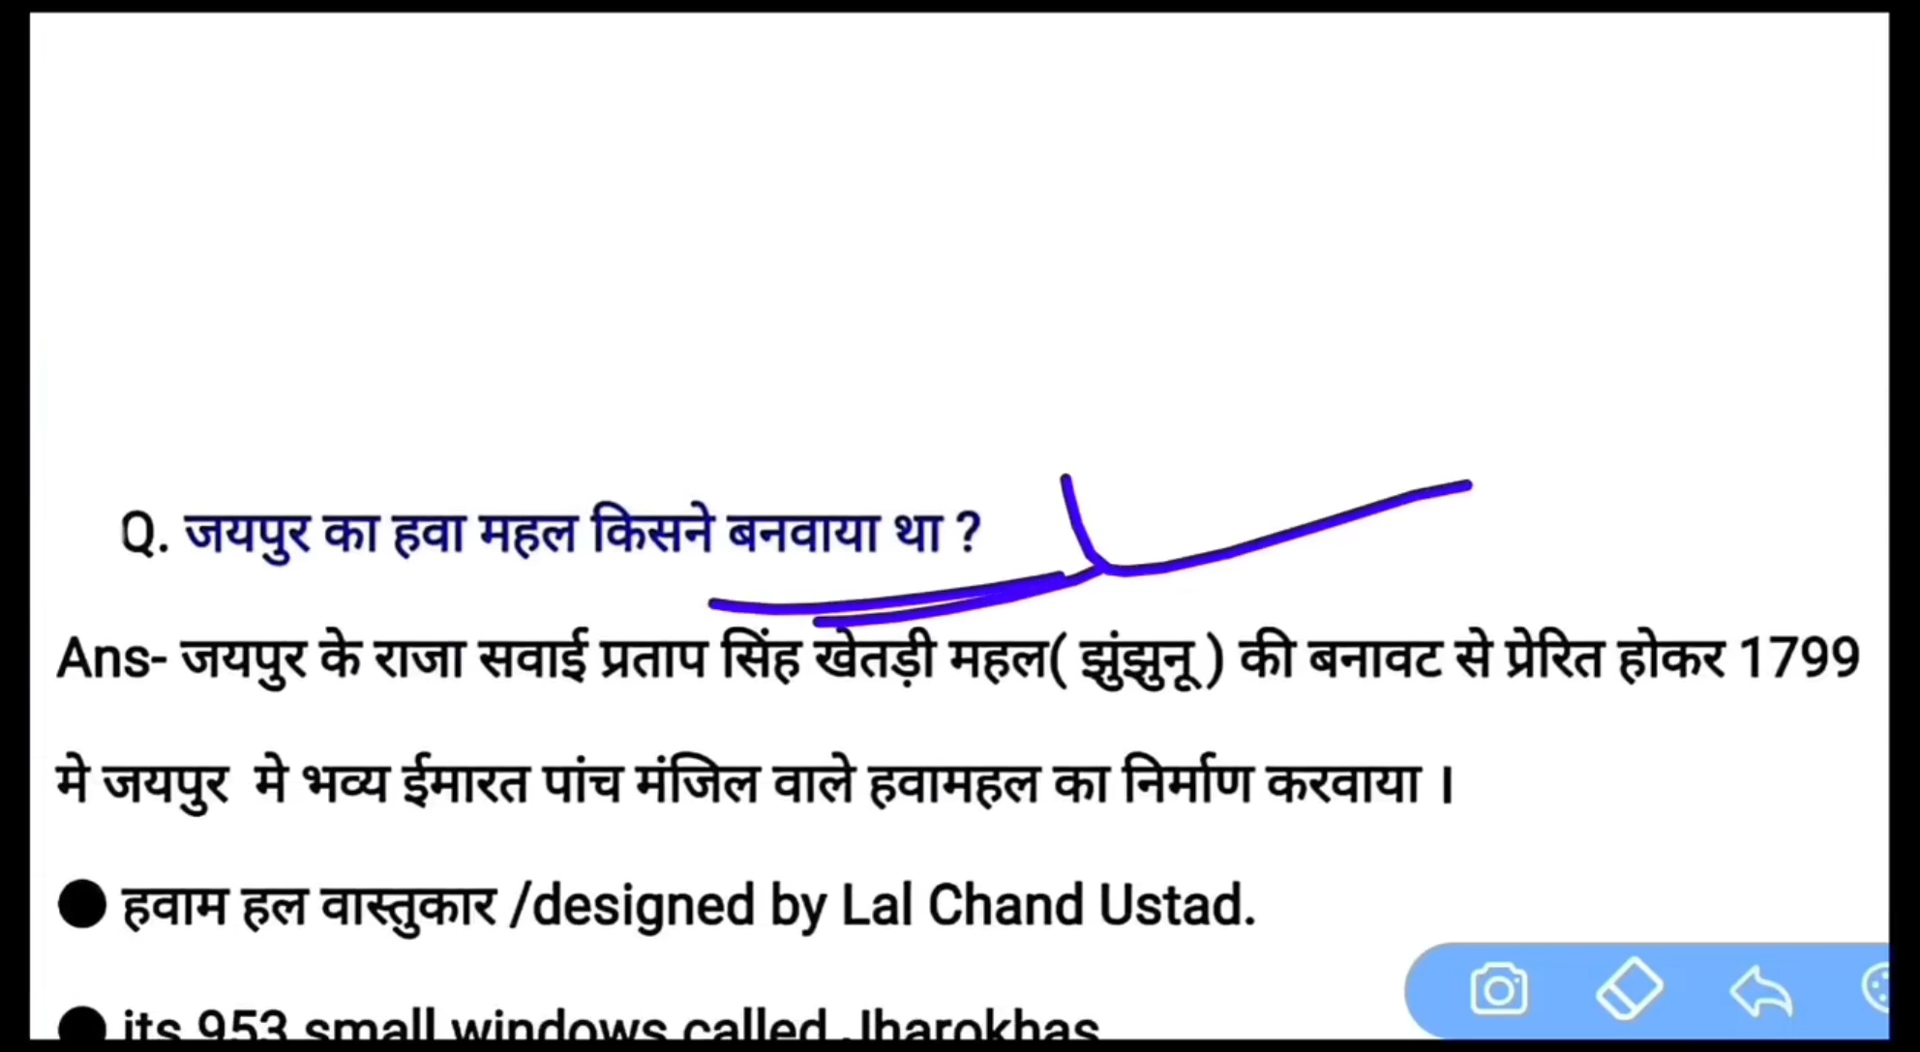 Q. जयपुर का हवा महल किसने बनवाया था ?
Ans- जयपुर के राजा सवाई प्रताप सिंह खेतड़ी महल( झुंझुनू ) की बनावट से प्रेरित होकर 1799
मे जयपुर मे भव्य ईमारत पांच मंजिल वाले हवामहल का निर्माण करवाया ।
● हवाम हल वास्तुकार /designed by Lal Chand Ustad.
● its 953 small windows called Jharokhas